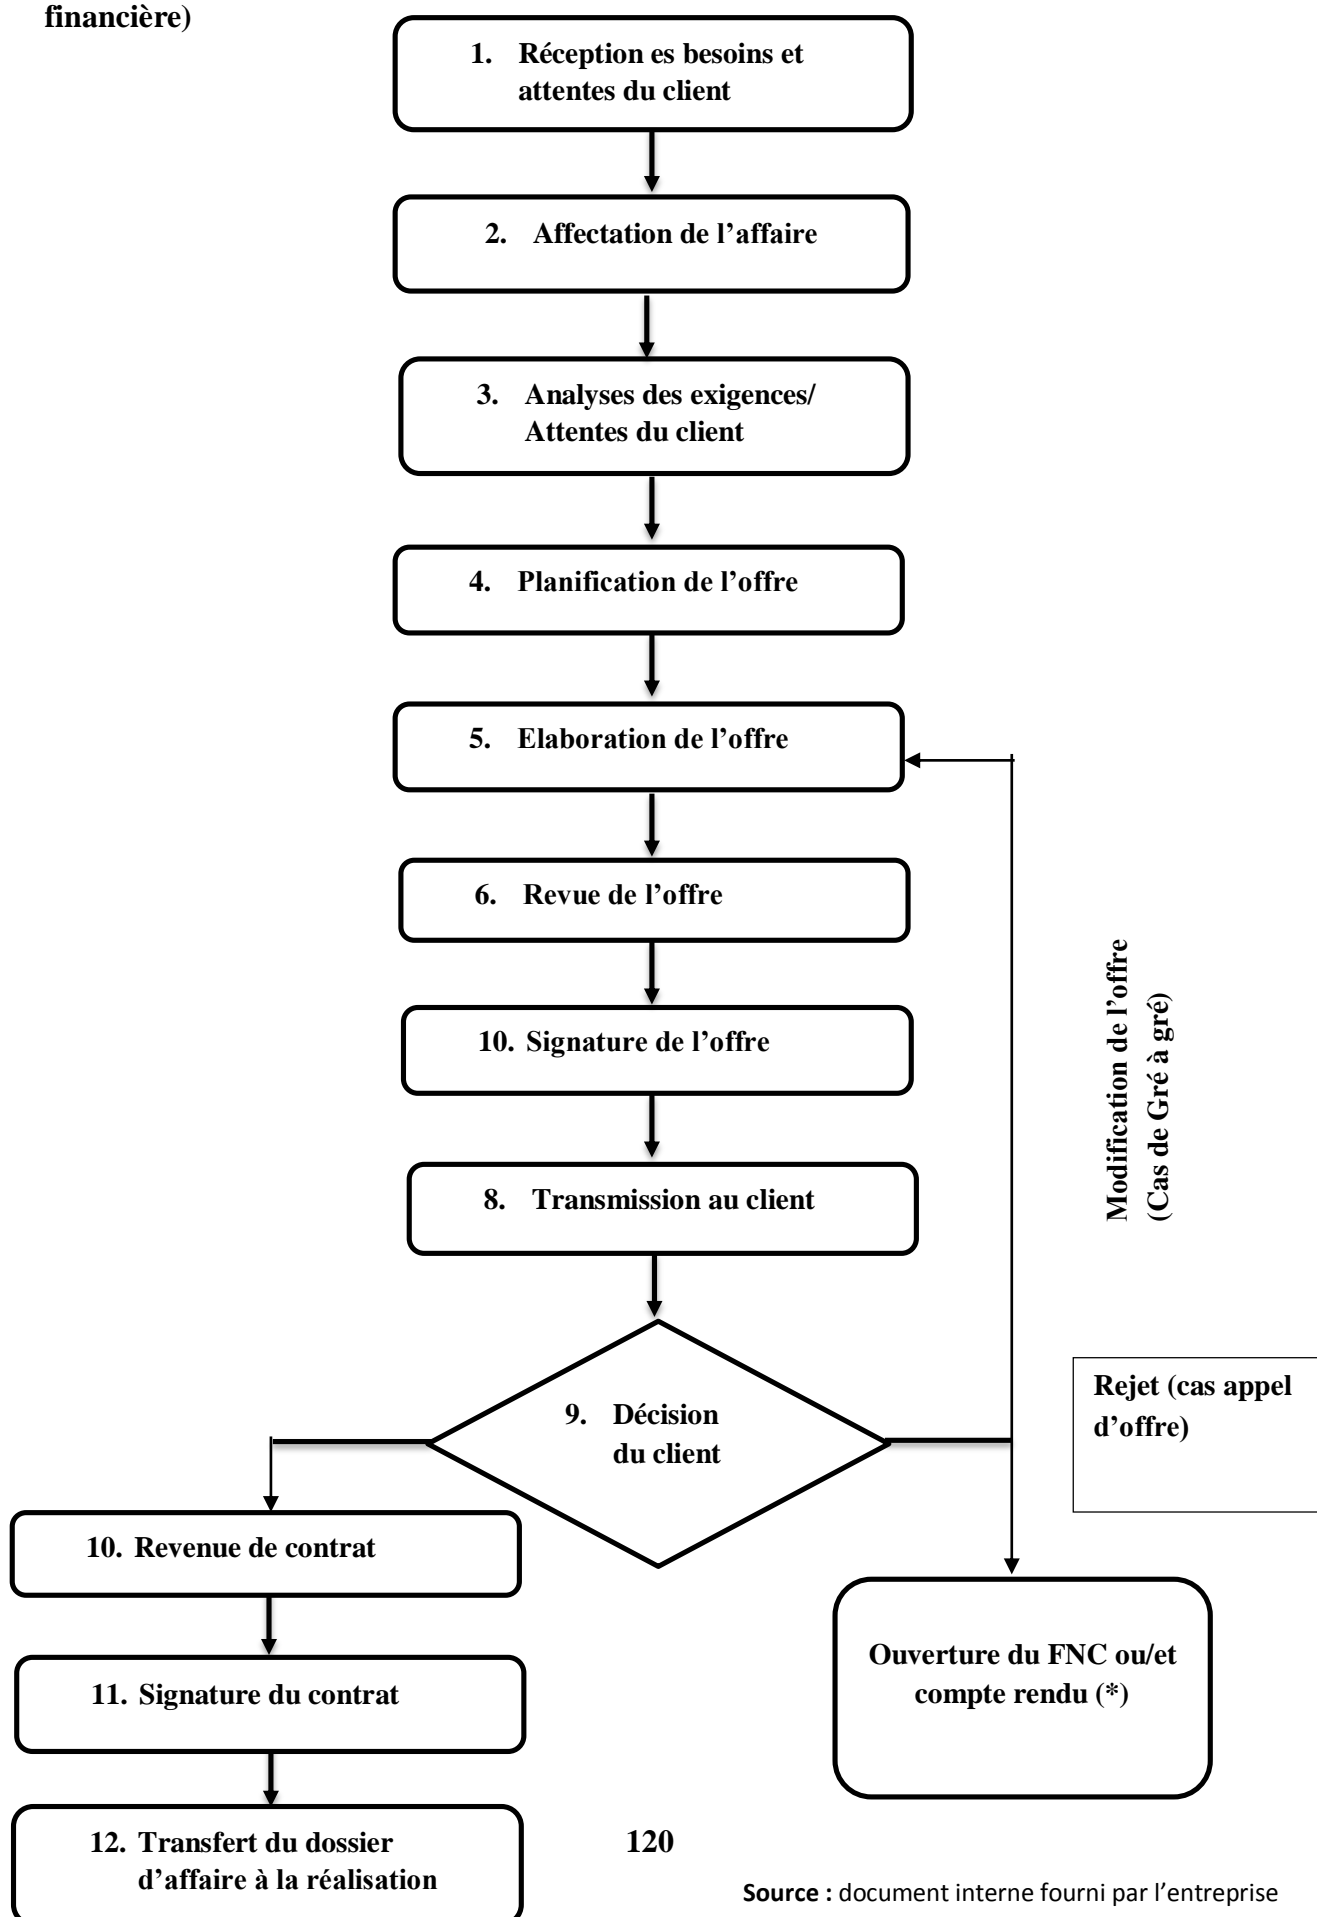 financière)
1. Réception es besoins et
attentes du client
2. Affectation de l’affaire
3. Analyses des exigences/
Attentes du client
4. Planification de l’offre
5. Elaboration de l’offre
6. Revue de l’offre
10. Signature de l’offre
8. Transmission au client
Modification de l’offre
(Cas de Gré à gré)
9. Décision
du client
Rejet (cas appel
d’offre)
10. Revenue de contrat
11. Signature du contrat
12. Transfert du dossier
d’affaire à la réalisation
Ouverture du FNC ou/et
compte rendu (*)
120
Source : document interne fourni par l’entreprise